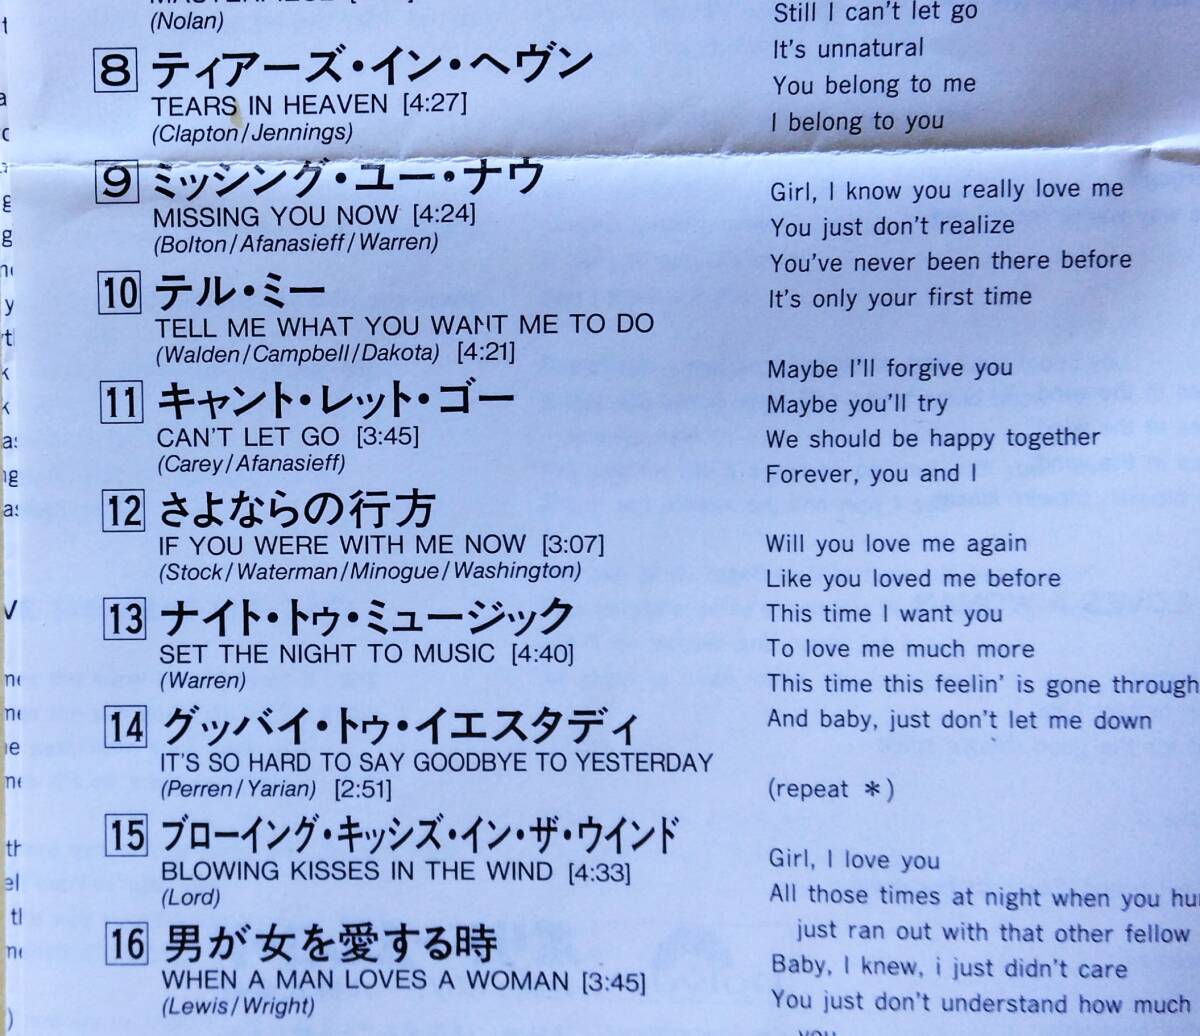 (Nolan)
8 ティアーズ・イン・ヘヴン
TEARS IN HEAVEN [4:27]
(Clapton/Jennings)
9 ミッシング・ユー・ナウ
MISSING YOU NOW [4:24]
(Bolton/Afanasieff/Warren)
10 テル・ミー
TELL ME WHAT YOU WANT ME TO DO
(Walden/Campbell/Dakota) [4:21]
11 キャント・レット・ゴー
CAN'T LET GO [3:45]
(Carey/Afanasieff)
12 さよならの行方
IF YOU WERE WITH ME NOW [3:07]
(Stock/Waterman/Minogue/Washington)
13 ナイト・トゥ・ミュージック
SET THE NIGHT TO MUSIC [4:40]
(Warren)
14 グッバイ・トゥ・イエスタディ
IT'S SO HARD TO SAY GOODBYE TO YESTERDAY
(Perren/Yarian) [2:51]
15 ブローイング・キッシズ・イン・ザ・ウインド
BLOWING KISSES IN THE WIND [4:33]
(Lord)
16 男が女を愛する時
WHEN A MAN LOVES A WOMAN [3:45]
(Lewis/Wright)
Still I can't let go
It's unnatural
You belong to me
I belong to you
Girl, I know you really love me
You just don't realize
You've never been there before
It's only your first time
Maybe I'll forgive you
Maybe you'll try
We should be happy together
Forever, you and I
Will you love me again
Like you loved me before
This time I want you
To love me much more
This time this feelin' is gone through
And baby, just don't let me down
(repeat *)
Girl, I love you
All those times at night when you
just ran out with that other fellow
Baby, I knew, i just didn't care
You just don't understand how much
you